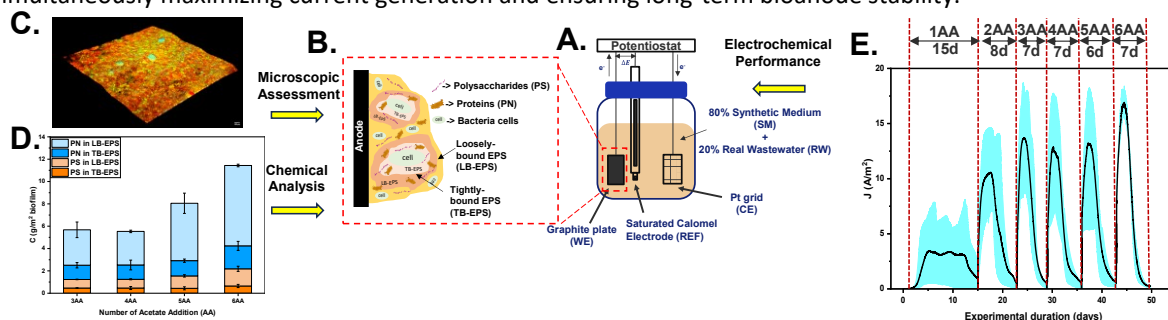 simultaneously maximizing current generation and ensuring long-term bioanode stability.
C.
Microscopic
Assessment
B.
Anode
cell
-> Polysaccharides (PS)
-> Proteins (PN)
-> Bacteria cells
Loosely-
bound EPS
(LB-EPS)
Tightly-
bound EPS
(TB-EPS)
cell
TB-EPS
LB-EPS
A.
Potentiostat
e-
ΔE
e-
Electrochemical
Performance
80% Synthetic Medium
(SM)
+
20% Real Wastewater (RW)
Pt grid
(CE)
Saturated Calomel
Electrode (REF)
Graphite plate
(WE)
D.
Chemical
Analysis
PN in LB-EPS
PN in TB-EPS
PS in LB-EPS
PS in TB-EPS
C (g/m² biofilm)
14
12
10
8
6
4
2
0
3AA 4AA 5AA 6AA
Number of Acetate Addition (AA)
E.
1AA 2AA 3AA 4AA 5AA 6AA
15d 8d 7d 7d 6d 7d
J (A/m²)
20
15
10
5
0
0 10 20 30 40 50
Experimental duration (days)